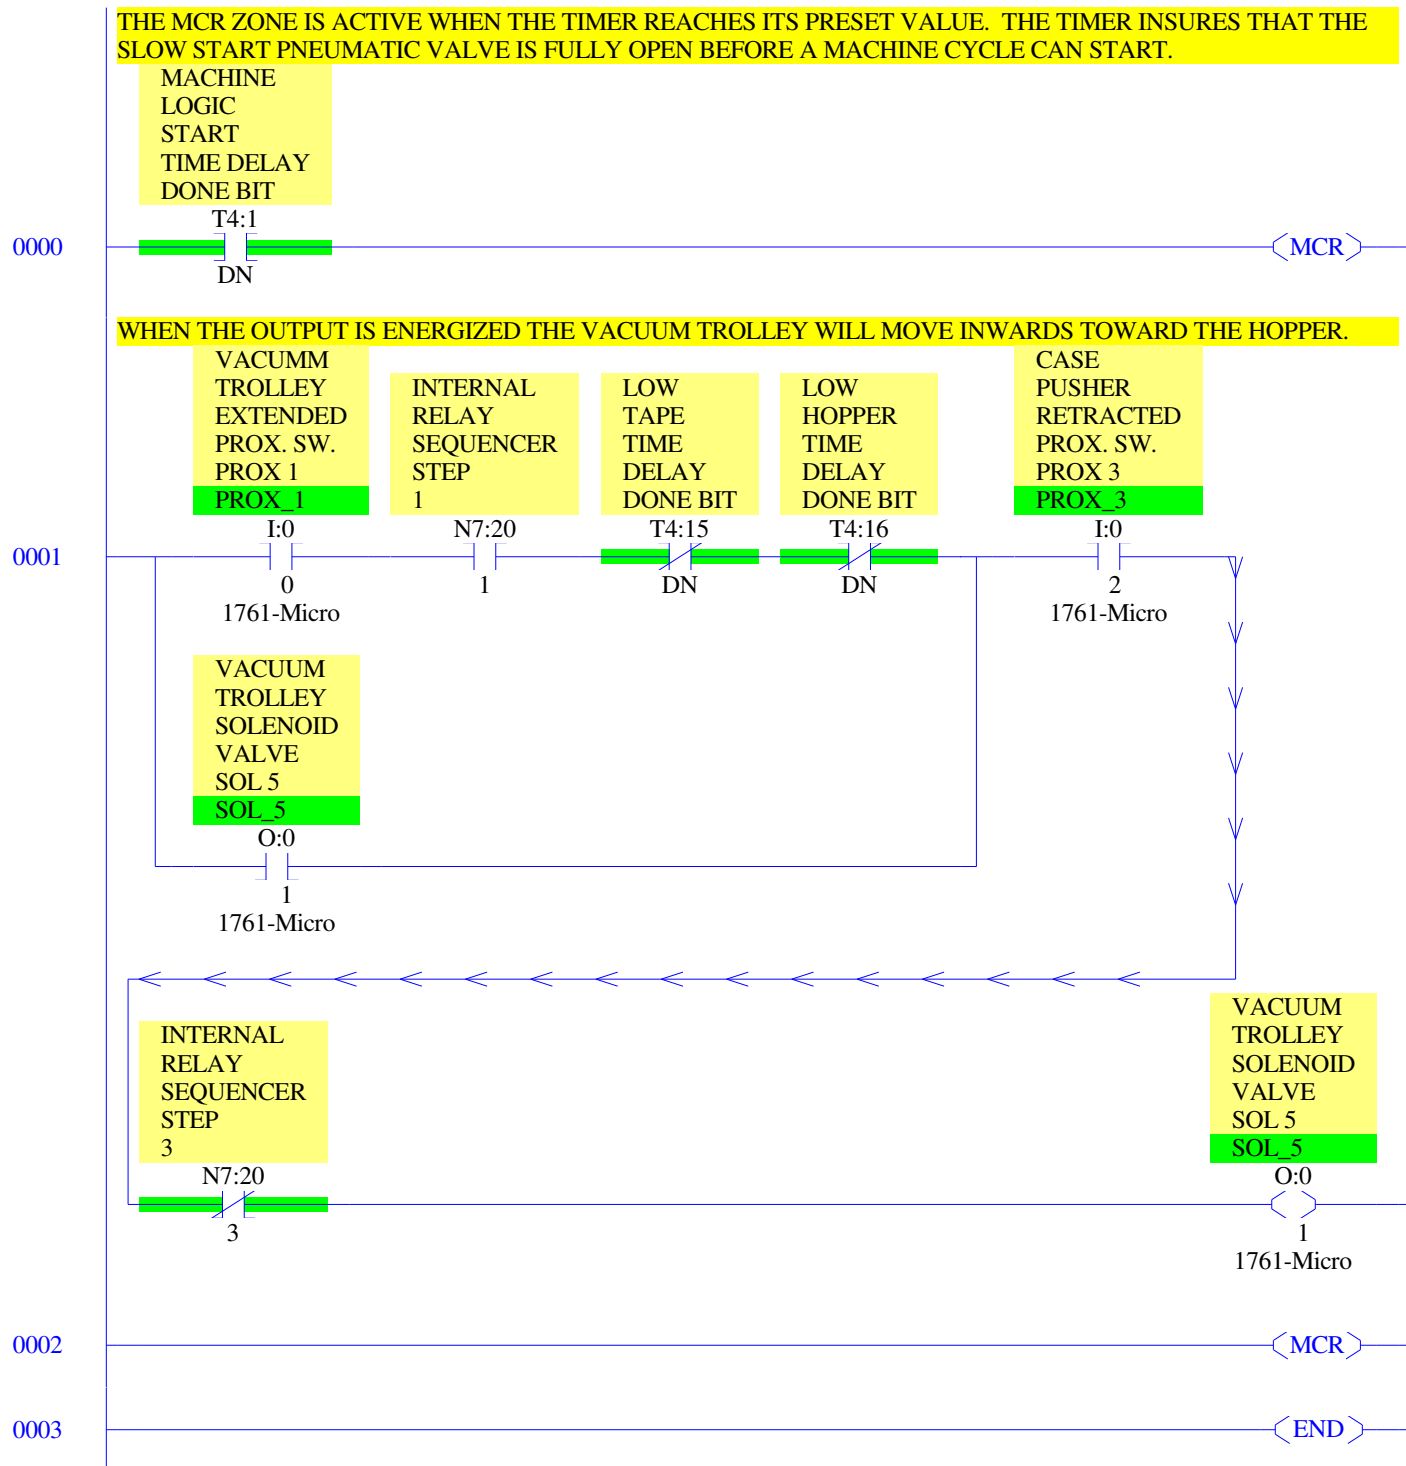 THE MCR ZONE IS ACTIVE WHEN THE TIMER REACHES ITS PRESET VALUE.  THE TIMER INSURES THAT THE
SLOW START PNEUMATIC VALVE IS FULLY OPEN BEFORE A MACHINE CYCLE CAN START.
MACHINE
LOGIC
START
TIME DELAY
DONE BIT
T4:1
0000
MCR
DN
WHEN THE OUTPUT IS ENERGIZED THE VACUUM TROLLEY WILL MOVE INWARDS TOWARD THE HOPPER.
VACUMM
TROLLEY
EXTENDED
PROX. SW.
PROX 1
PROX_1
I:0
0
1761-Micro
INTERNAL
RELAY
SEQUENCER
STEP
1
N7:20
1
LOW
TAPE
TIME
DELAY
DONE BIT
T4:15
DN
LOW
HOPPER
TIME
DELAY
DONE BIT
T4:16
DN
CASE
PUSHER
RETRACTED
PROX. SW.
PROX 3
PROX_3
I:0
2
1761-Micro
0001
VACUUM
TROLLEY
SOLENOID
VALVE
SOL 5
SOL_5
O:0
1
1761-Micro
INTERNAL
RELAY
SEQUENCER
STEP
3
N7:20
3
VACUUM
TROLLEY
SOLENOID
VALVE
SOL 5
SOL_5
O:0
1
1761-Micro
0002
MCR
0003
END